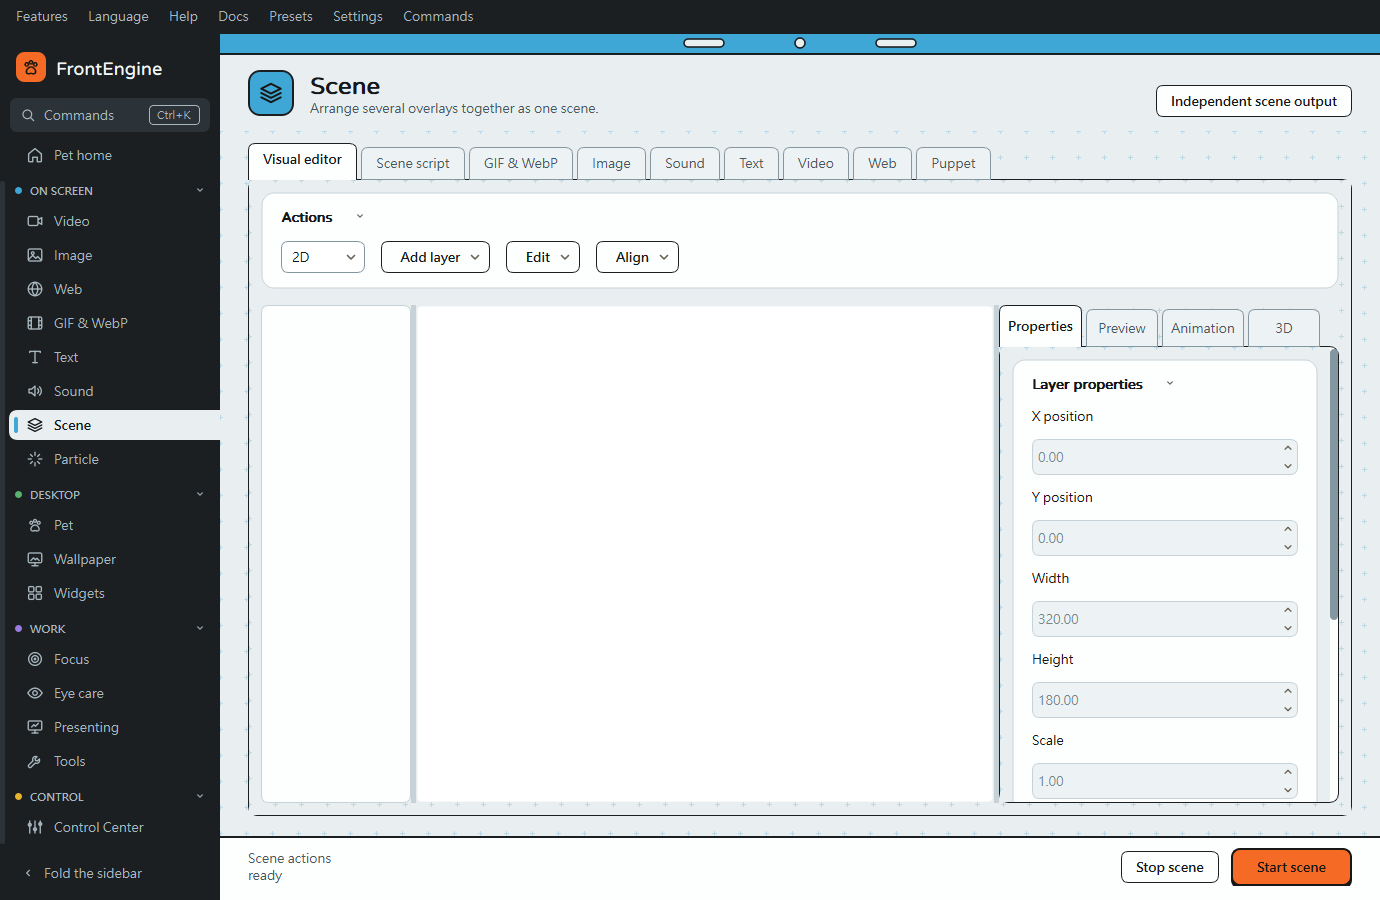 Features Language Help Docs Presets Settings Commands
FrontEngine
Commands Ctrl+K
Pet home
ON SCREEN
Video
Image
Web
GIF & WebP
Text
Sound
Scene
Particle
DESKTOP
Pet
Wallpaper
Widgets
WORK
Focus
Eye care
Presenting
Tools
CONTROL
Control Center
Fold the sidebar
Scene
Arrange several overlays together as one scene.
Independent scene output
Visual editor Scene script GIF & WebP Image Sound Text Video Web Puppet
Actions
2D Add layer Edit Align
Properties Preview Animation 3D
Layer properties
X position
0.00
Y position
0.00
Width
320.00
Height
180.00
Scale
1.00
Scene actions
ready
Stop scene Start scene